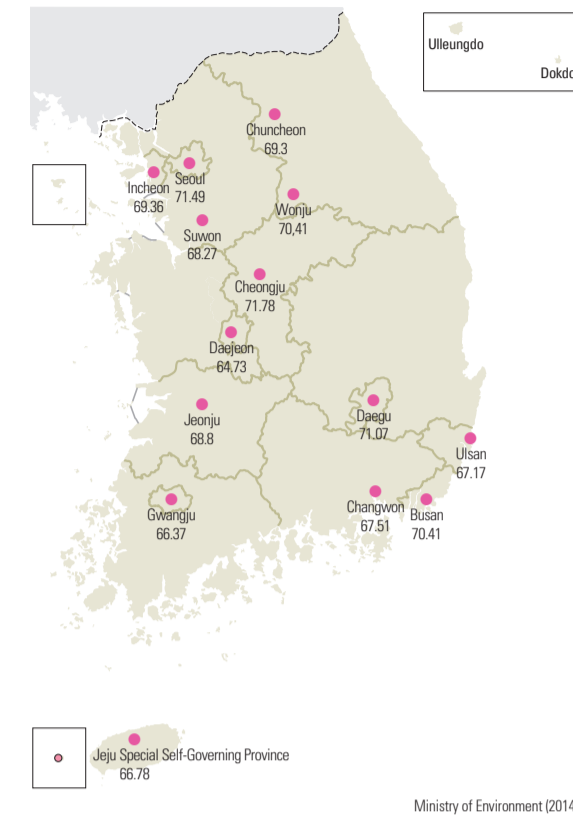 Ulleungdo
Dokdo
Chuncheon
69.3
Seoul
71.49
Incheon
69.36
Wonju
70,41
Suwon
68.27
Cheongju
71.78
Daejeon
64.73
Jeonju
68.8
Daegu
71.07
Ulsan
67.17
Gwangju
66.37
Changwon
67.51
Busan
70.41
Jeju Special Self-Governing Province
66.78
Ministry of Environment (2014